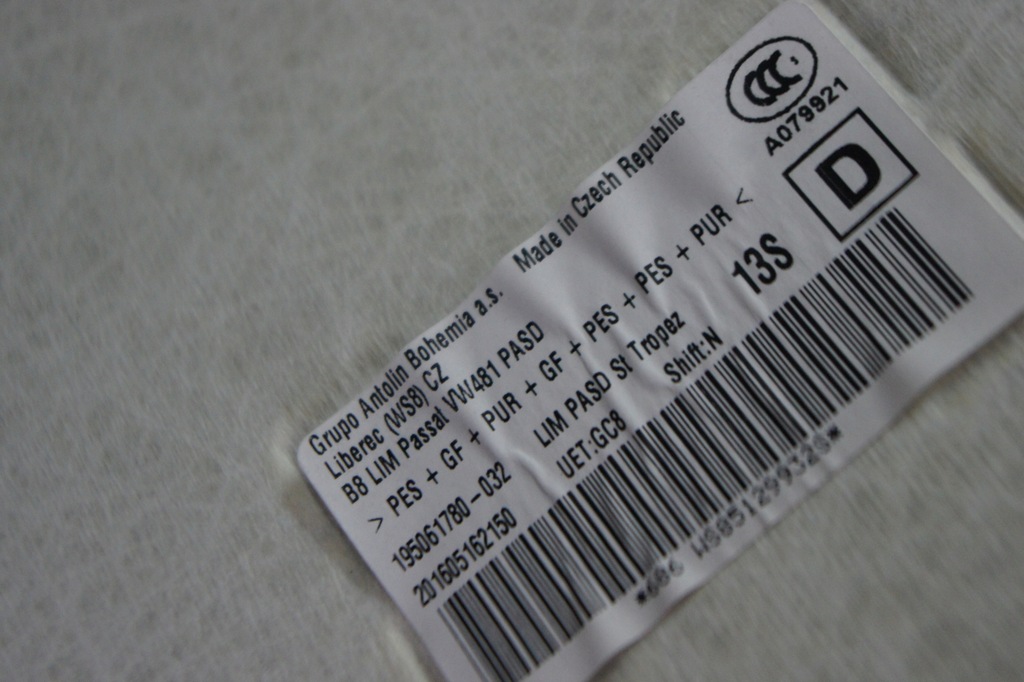 CCC
A079921
D
Grupo Antolin Bohemia a.s. Made in Czech Republic
Liberec (WS8) CZ
B8 LIM Passat VW481 PASD
> PES + GF + PUR + GF + PES + PES + PUR <
195061780-032 LIM PASD St Tropez 13S
201605162150 UET:GC8 Shift:N